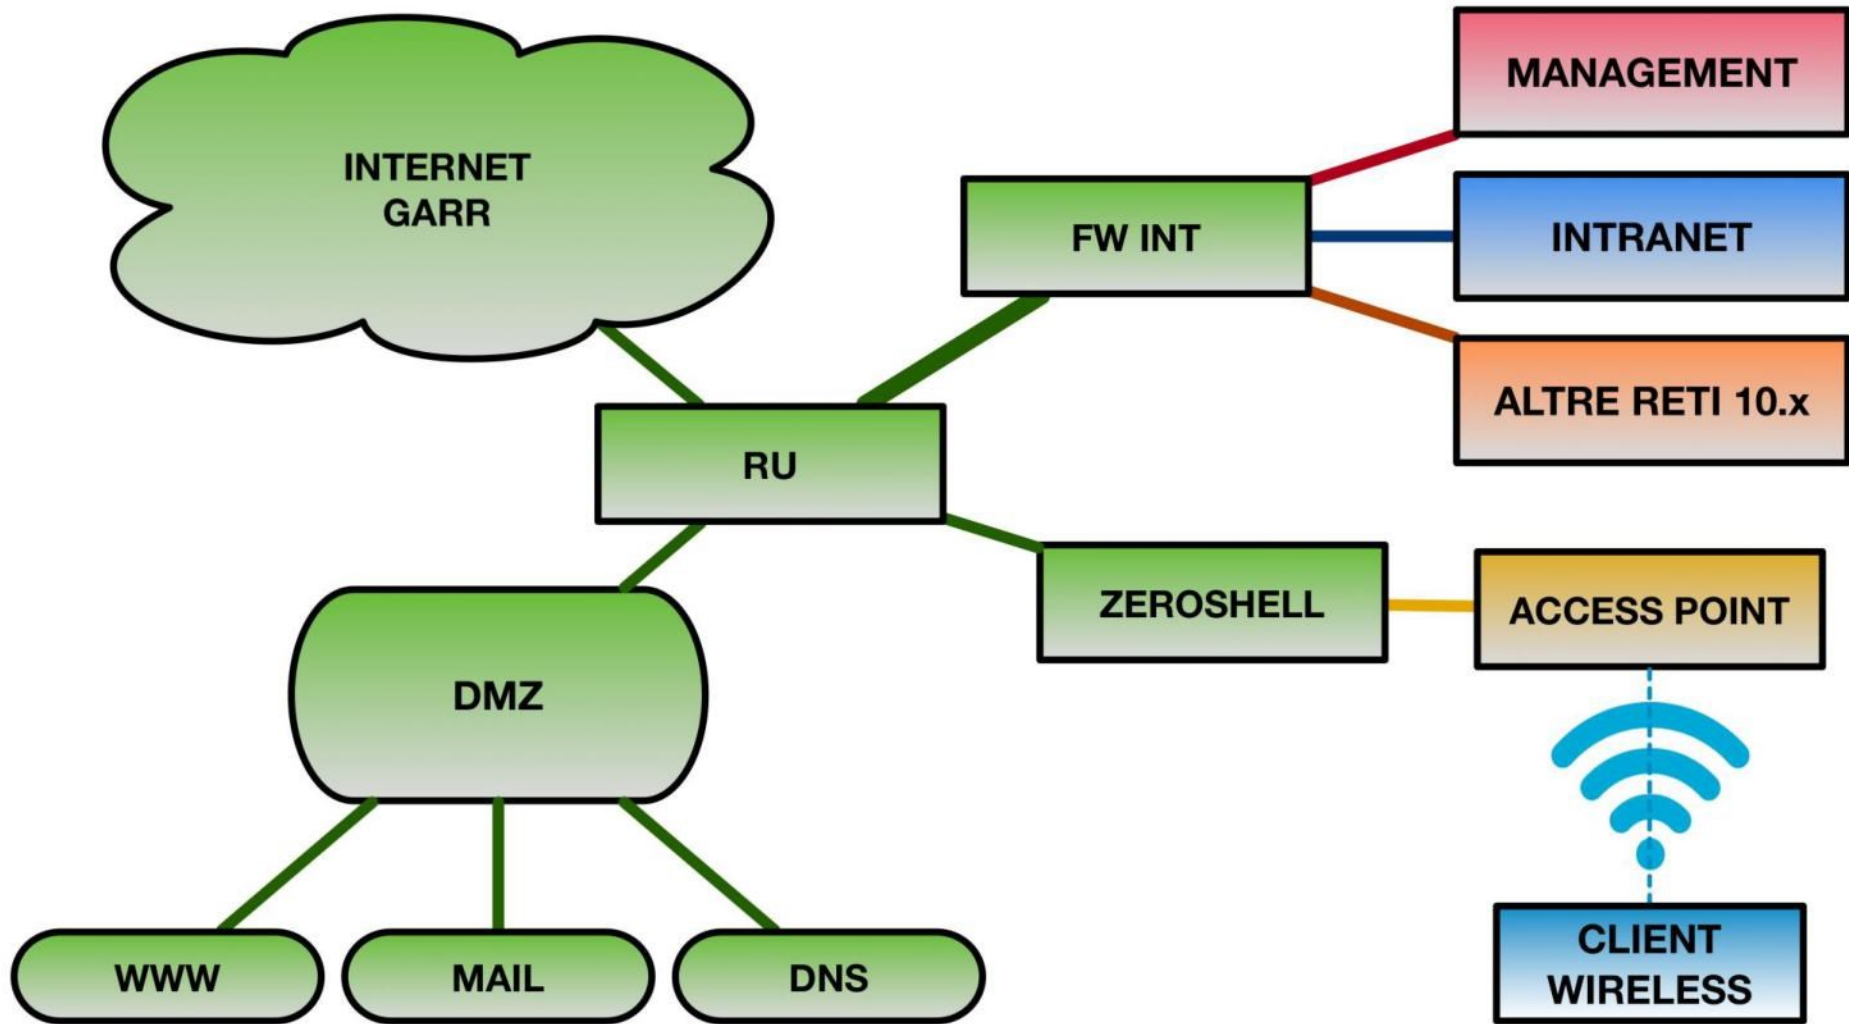 INTERNET
GARR
MANAGEMENT
FW INT
INTRANET
ALTRE RETI 10.x
RU
ZEROSHELL
ACCESS POINT
DMZ
WWW
MAIL
DNS
CLIENT
WIRELESS